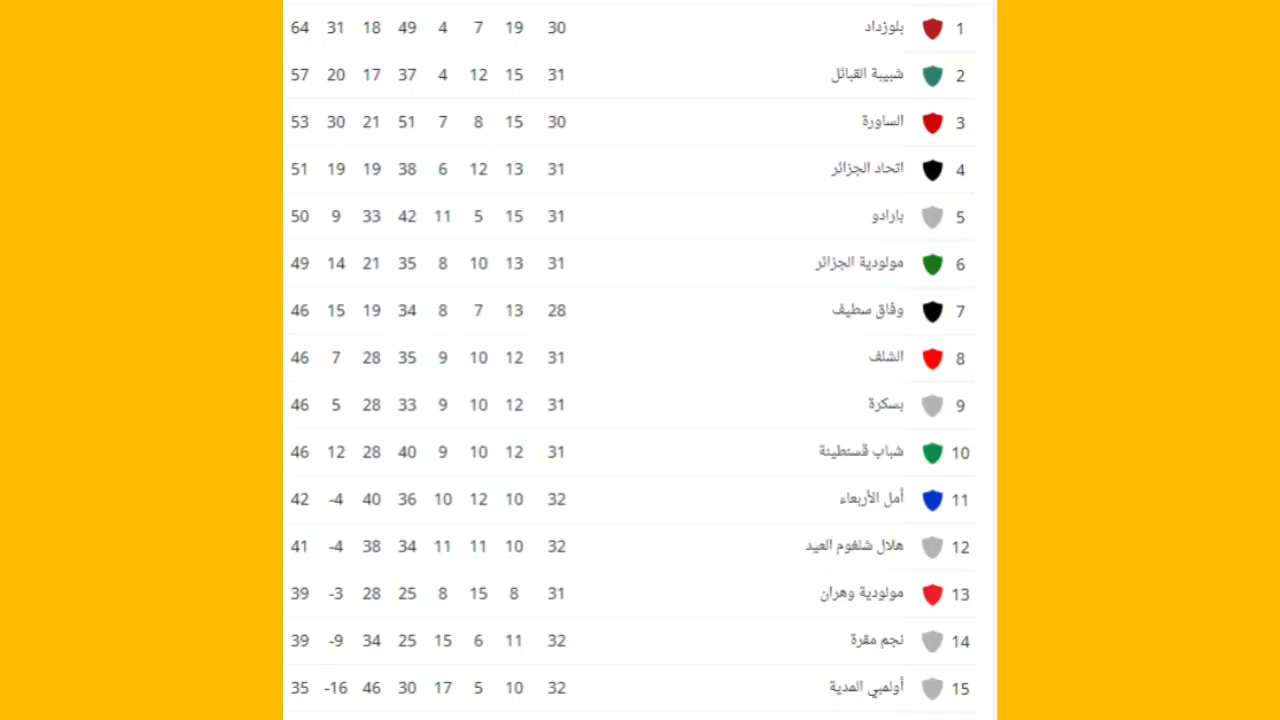 1 بلوزداد 30 19 7 4 49 18 31 64
2 شبيبة القبائل 31 15 12 4 37 17 20 57
3 الساورة 30 15 8 7 51 21 30 53
4 اتحاد الجزائر 31 13 12 6 38 19 19 51
5 بارادو 31 15 5 11 42 33 9 50
6 مولودية الجزائر 31 13 10 8 35 21 14 49
7 وفاق سطيف 28 13 7 8 34 19 15 46
8 الشلف 31 12 10 9 35 28 7 46
9 بسكرة 31 12 10 9 33 28 5 46
10 شباب قسنطينة 31 12 10 9 40 28 12 46
11 أمل الأربعاء 32 10 12 10 36 40 -4 42
12 هلال شلغوم العيد 32 10 11 11 34 38 -4 41
13 مولودية وهران 31 8 15 8 25 28 -3 39
14 نجم مقرة 32 11 6 15 25 34 -9 39
15 أولمبي المدية 32 10 5 17 30 46 -16 35